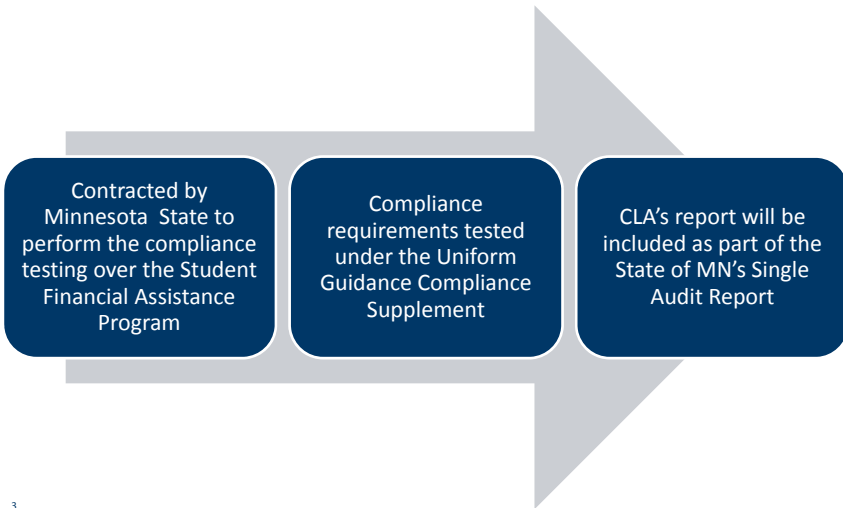 Contracted by
Minnesota  State to
perform the compliance
testing over the Student
Financial Assistance
Program
Compliance
requirements tested
under the Uniform
Guidance Compliance
Supplement
CLA’s report will be
included as part of the
State of MN’s Single
Audit Report
3